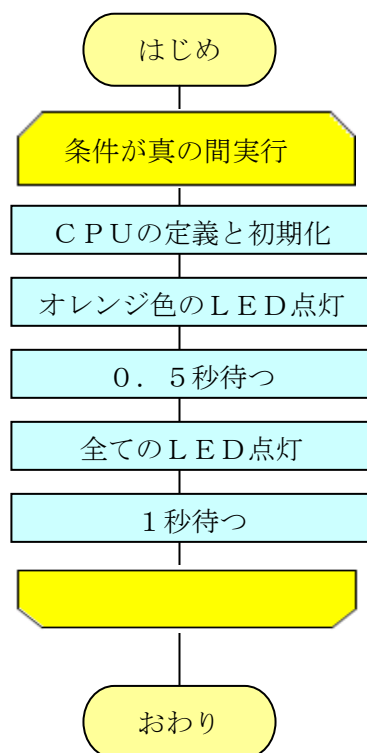 はじめ
条件が真の間実行
ＣＰＵの定義と初期化
オレンジ色のＬＥＤ点灯
０．５秒待つ
全てのＬＥＤ点灯
１秒待つ
おわり